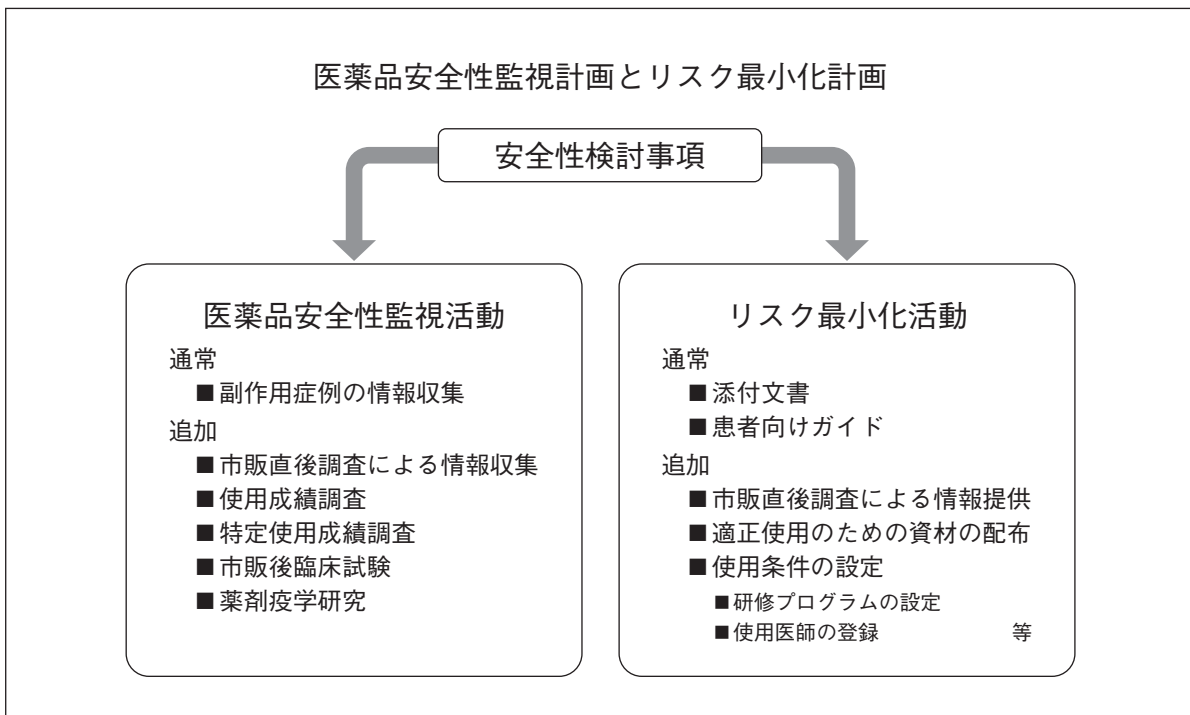 医薬品安全性監視計画とリスク最小化計画
安全性検討事項
医薬品安全性監視活動
通常
■副作用症例の情報収集
追加
■市販直後調査による情報収集
■使用成績調査
■特定使用成績調査
■市販後臨床試験
■薬剤疫学研究
リスク最小化活動
通常
■添付文書
■患者向けガイド
追加
■市販直後調査による情報提供
■適正使用のための資材の配布
■使用条件の設定
■研修プログラムの設定
■使用医師の登録 等